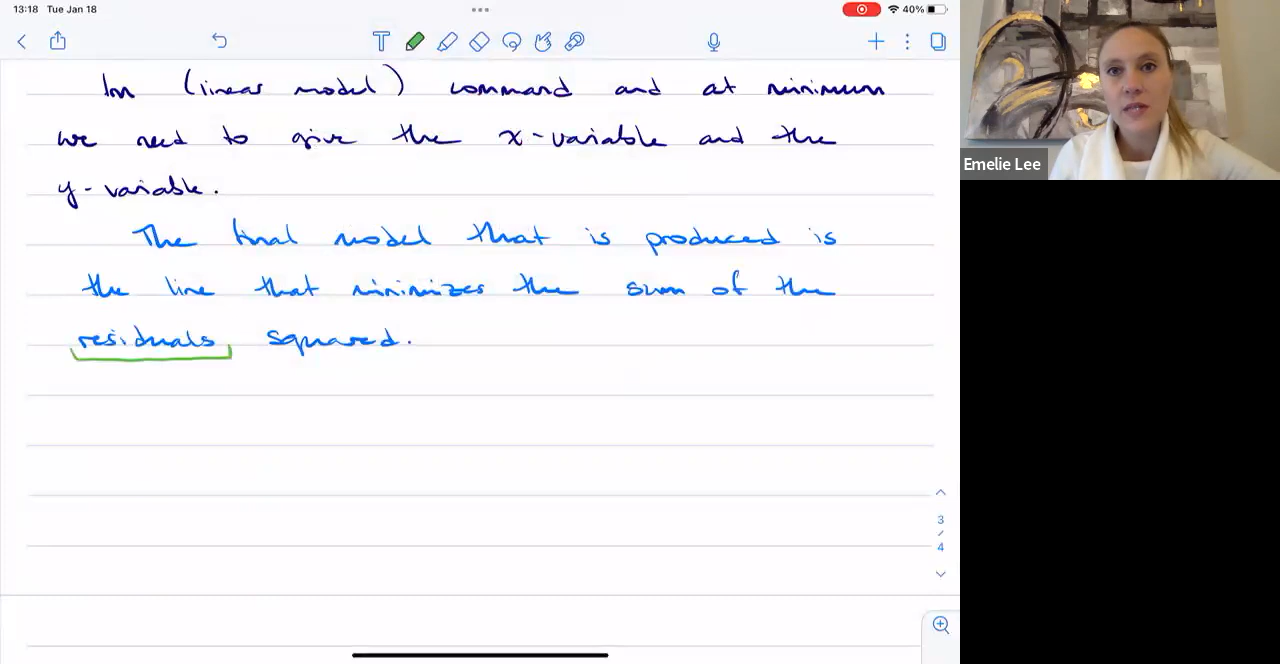 13:18 Tue Jan 18
40%
lm (linear model) command and at minimum
we need to give the x-variable and the
y-variable.
The final model that is produced is
the line that minimizes the sum of the
residuals squared.
Emelie Lee
3
4